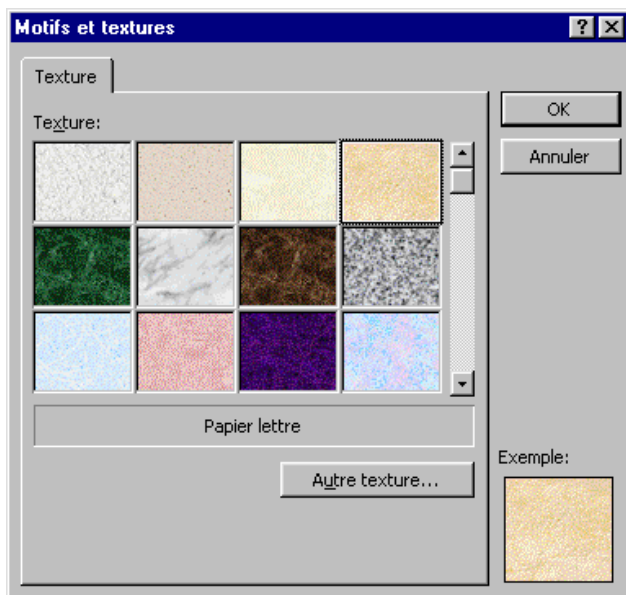 Motifs et textures
Texture
Texture:
OK
Annuler
Papier lettre
Autre texture...
Exemple: